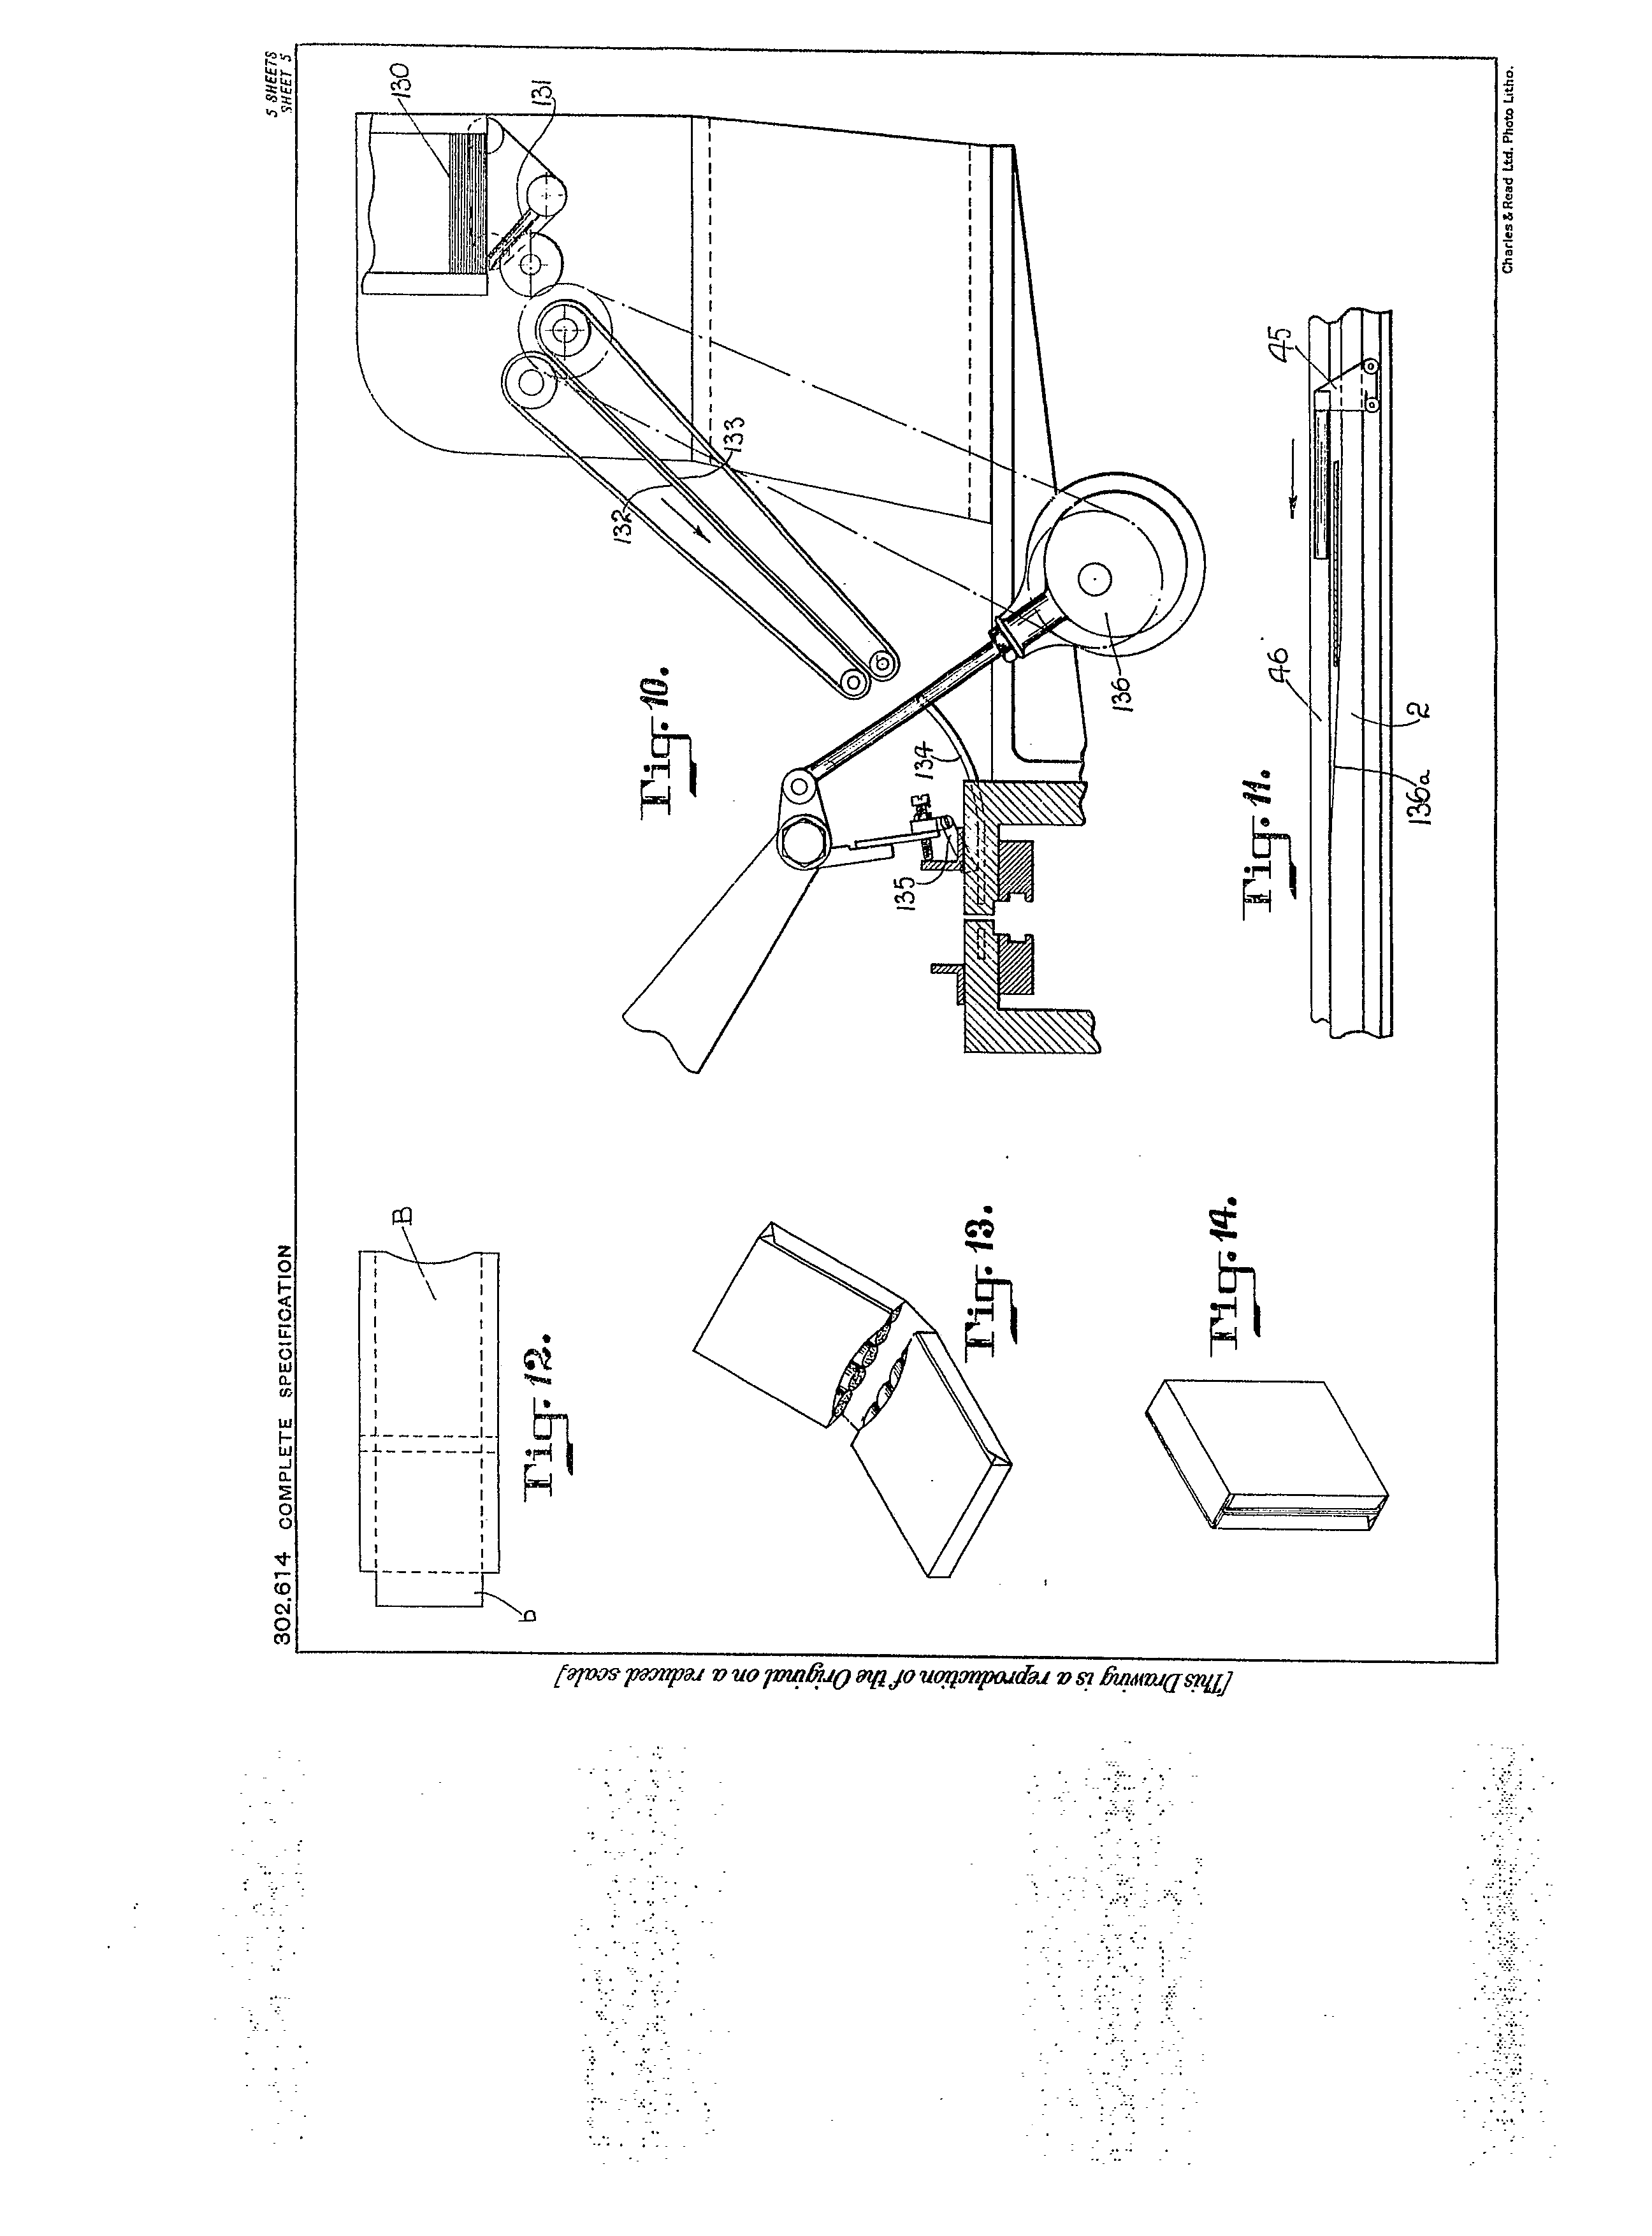 302.614 COMPLETE SPECIFICATION
5 SHEETS
SHEET 5
B
b
Fig. 12.
Fig. 13.
Fig. 14.
130
131
132
133
Fig. 10.
134
135
136
45
46
Fig. 11.
136a
2
Charles & Read Ltd. Photo Litho.
[This Drawing is a reproduction of the Original on a reduced scale]